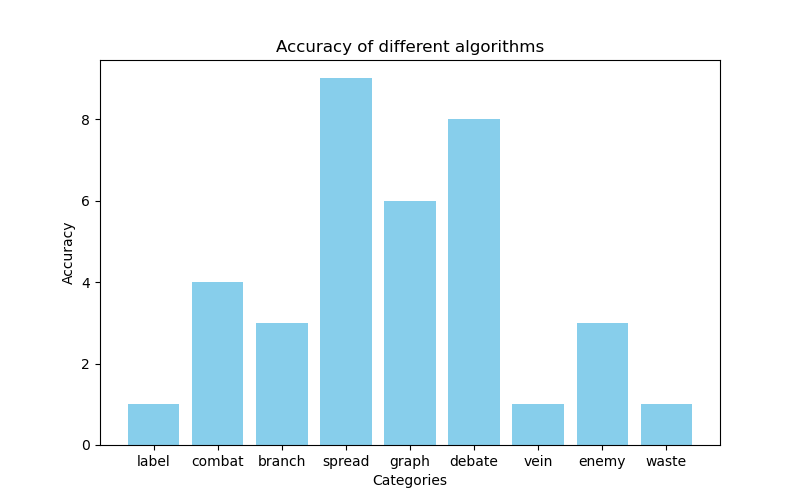 Accuracy of different algorithms
Accuracy
8
6
4
2
0
label combat branch spread graph debate vein enemy waste
Categories